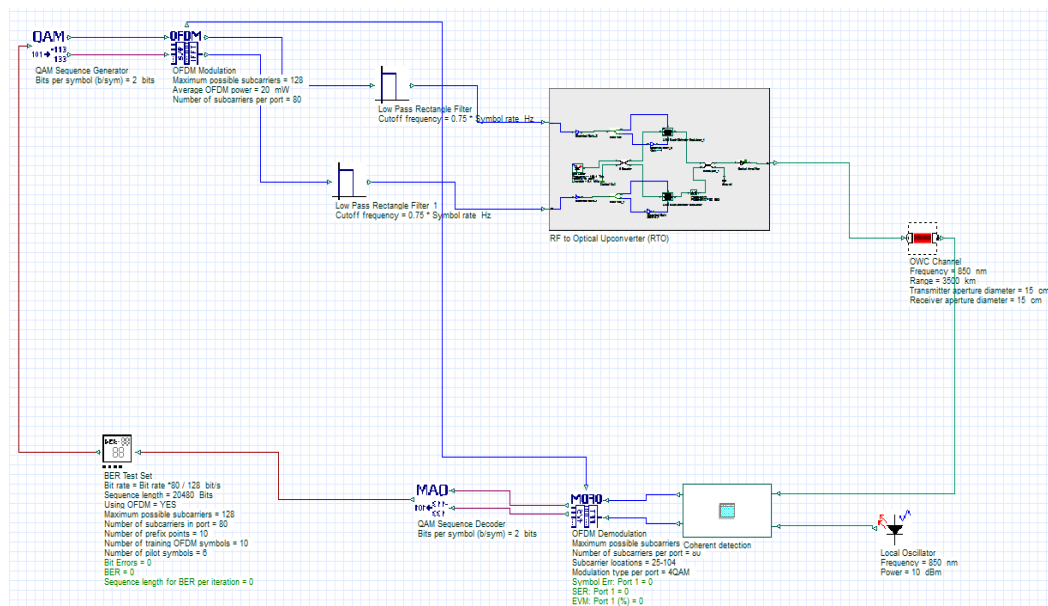 QAM
OFDM
QAM Sequence Generator
Bits per symbol (b/sym) = 2 bits
OFDM Modulation
Maximum possible subcarriers = 128
Average OFDM power = 20 mW
Number of subcarriers per port = 80
Low Pass Rectangle Filter
Cutoff frequency = 0.75 * Symbol rate Hz
Low Pass Rectangle Filter 1
Cutoff frequency = 0.75 * Symbol rate Hz
RF to Optical Upconverter (RTO)
OWC Channel
Frequency = 850 nm
Range = 3500 km
Transmitter aperture diameter = 15 cm
Receiver aperture diameter = 15 cm
BER Test Set
Bit rate = Bit rate *80 / 128 bit/s
Sequence length = 20480 Bits
Using OFDM = YES
Maximum possible subcarriers = 128
Number of subcarriers in port = 80
Number of prefix points = 10
Number of training OFDM symbols = 10
Number of pilot symbols = 6
Bit Errors = 0
BER = 0
Sequence length for BER per iteration = 0
QAM Sequence Decoder
Bits per symbol (b/sym) = 2 bits
OFDM Demodulation
Maximum possible subcarriers
Number of subcarriers per port = 80
Subcarrier locations = 25-104
Modulation type per port = 4QAM
Symbol Err: Port 1 = 0
SER: Port 1 = 0
EVM: Port 1 (%) = 0
Coherent detection
Local Oscillator
Frequency = 850 nm
Power = 10 dBm